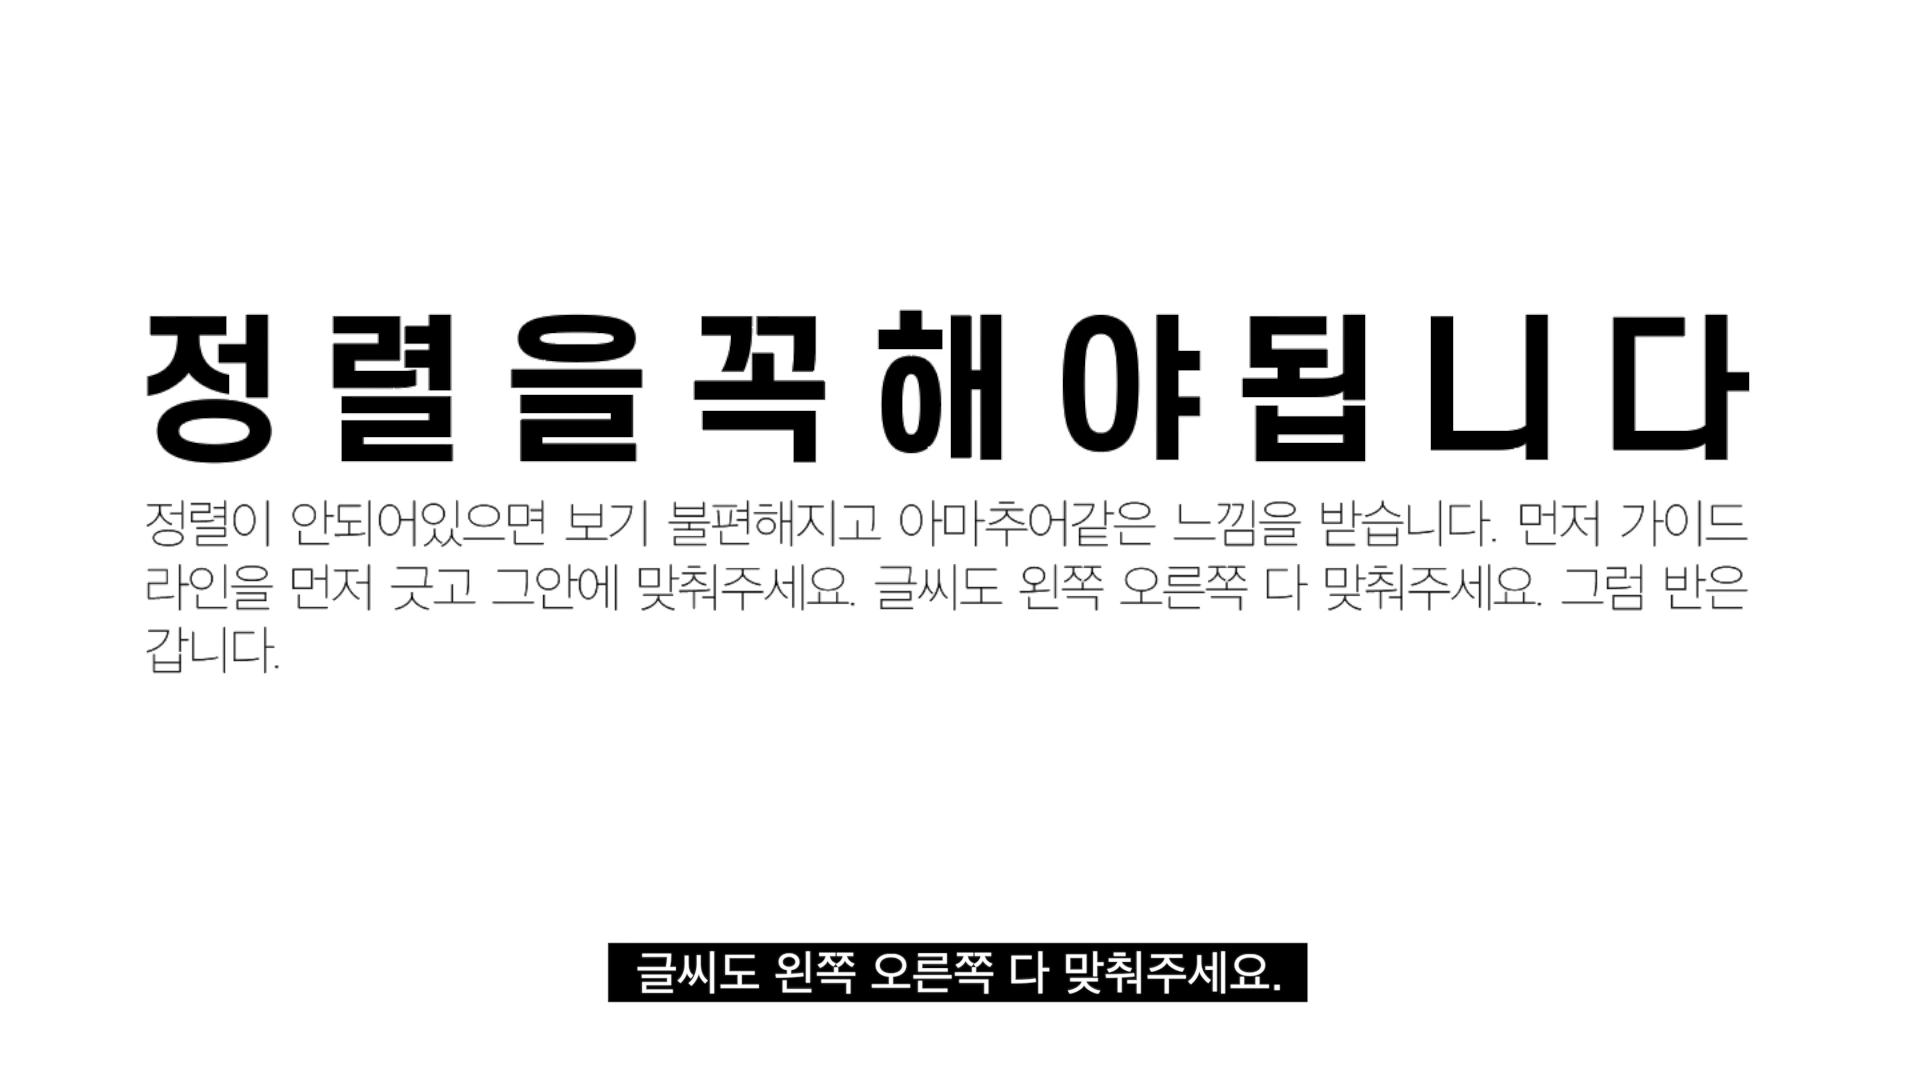 정렬을꼭해야됩니다
정렬이 안되어있으면 보기 불편해지고 아마추어같은 느낌을 받습니다. 먼저 가이드
라인을 먼저 긋고 그안에 맞춰주세요. 글씨도 왼쪽 오른쪽 다 맞춰주세요. 그럼 반은
갑니다.
글씨도 왼쪽 오른쪽 다 맞춰주세요.